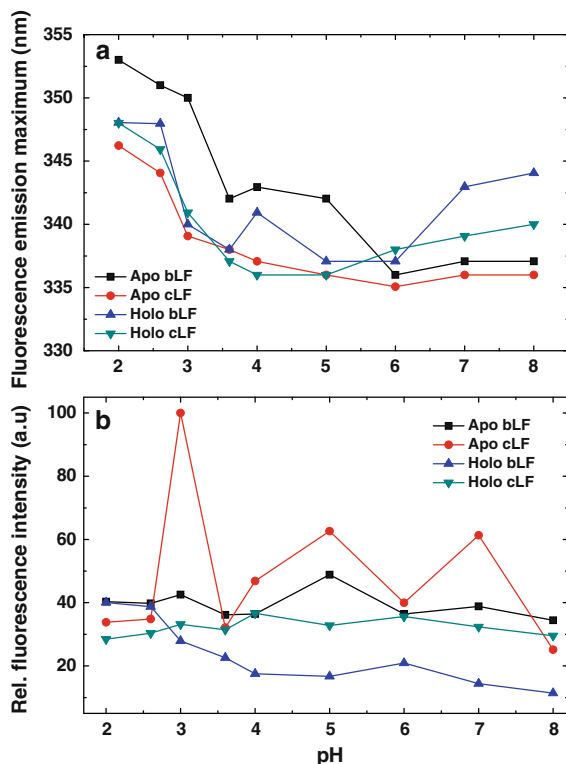 Fluorescence emission maximum (nm)
355
350
345
340
335
330
a
Apo bLF
Apo cLF
Holo bLF
Holo cLF
2 3 4 5 6 7 8
Rel. fluorescence intensity (a.u)
100
80
60
40
20
b
Apo bLF
Apo cLF
Holo bLF
Holo cLF
2 3 4 5 6 7 8
pH